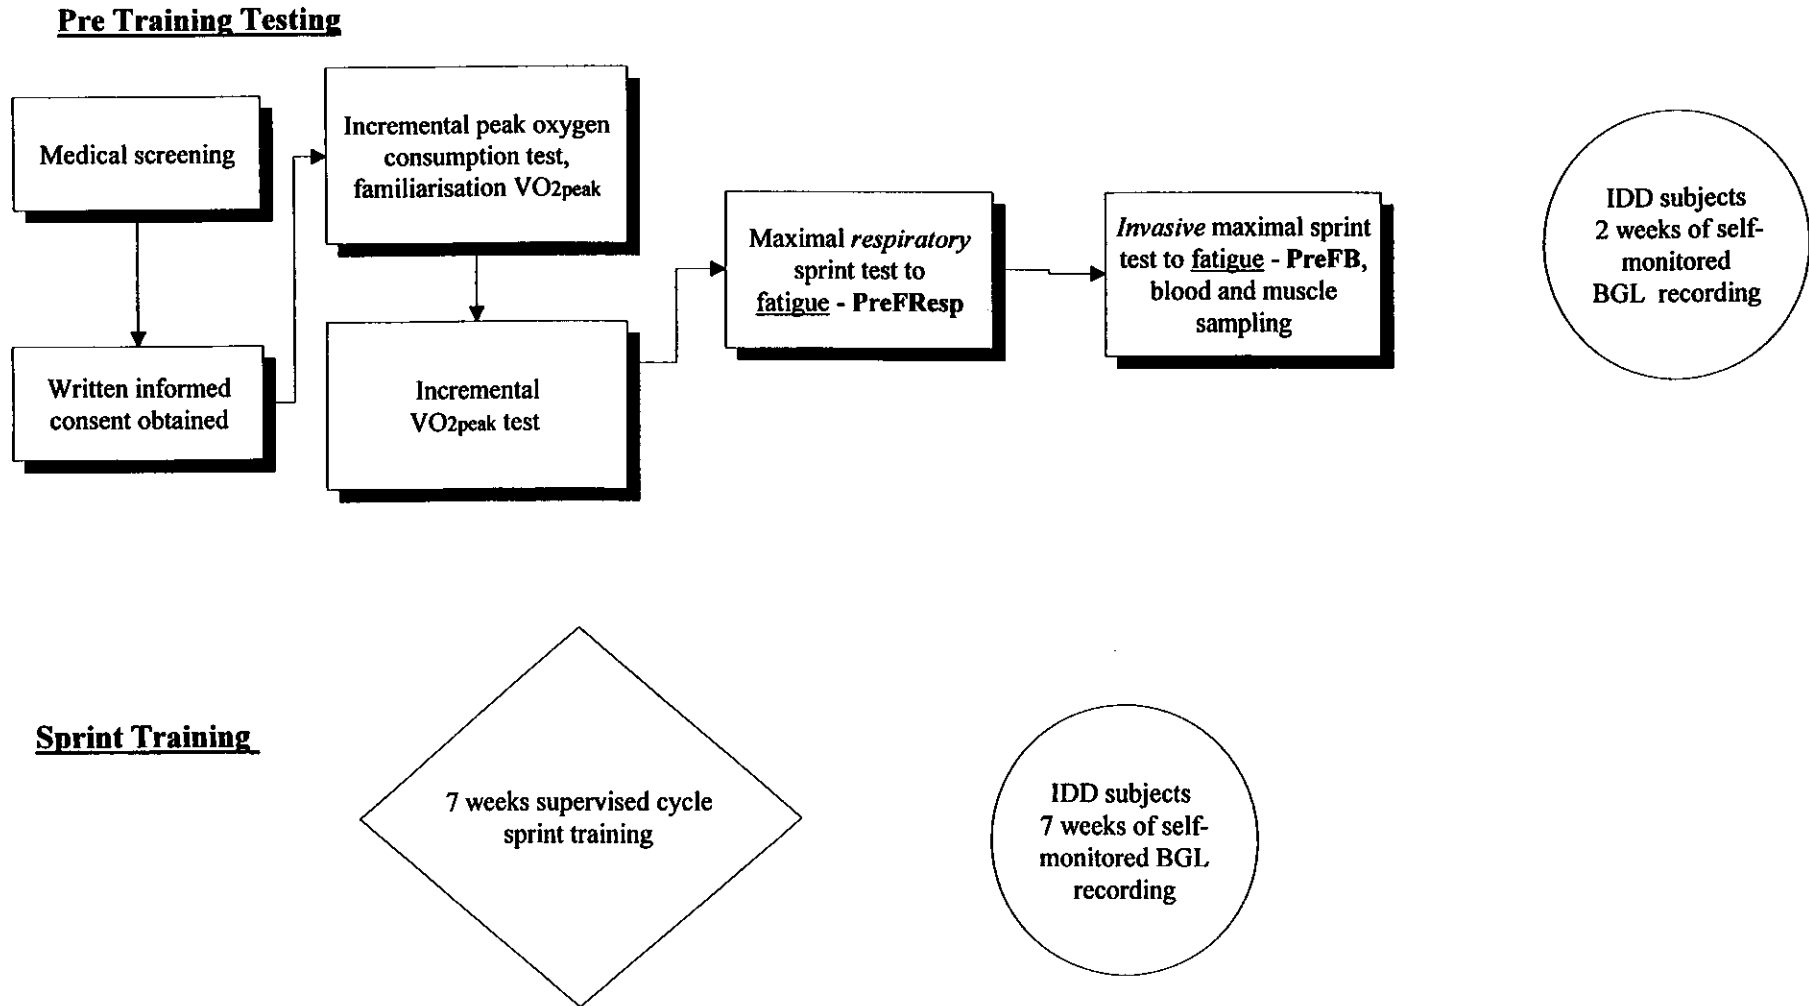 Pre Training Testing
Medical screening
Written informed
consent obtained
Incremental peak oxygen
consumption test,
familiarisation VO2peak
Incremental
VO2peak test
Maximal respiratory
sprint test to
fatigue - PreFResp
Invasive maximal sprint
test to fatigue - PreFB,
blood and muscle
sampling
IDD subjects
2 weeks of self-
monitored
BGL recording
Sprint Training
7 weeks supervised cycle
sprint training
IDD subjects
7 weeks of self-
monitored BGL
recording